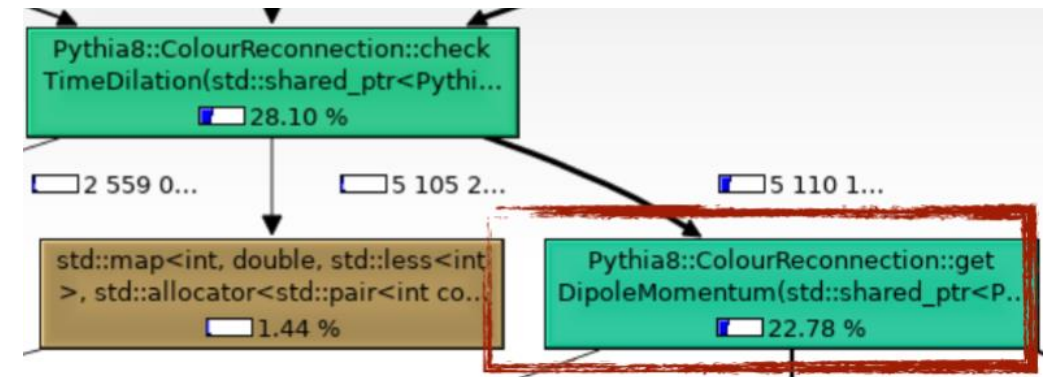 Pythia8::ColourReconnection::check
TimeDilation(std::shared_ptr<Pythi...
28.10 %
2 559 0...
5 105 2...
5 110 1...
std::map<int, double, std::less<int
>, std::allocator<std::pair<int co...
1.44 %
Pythia8::ColourReconnection::get
DipoleMomentum(std::shared_ptr<P...
22.78 %